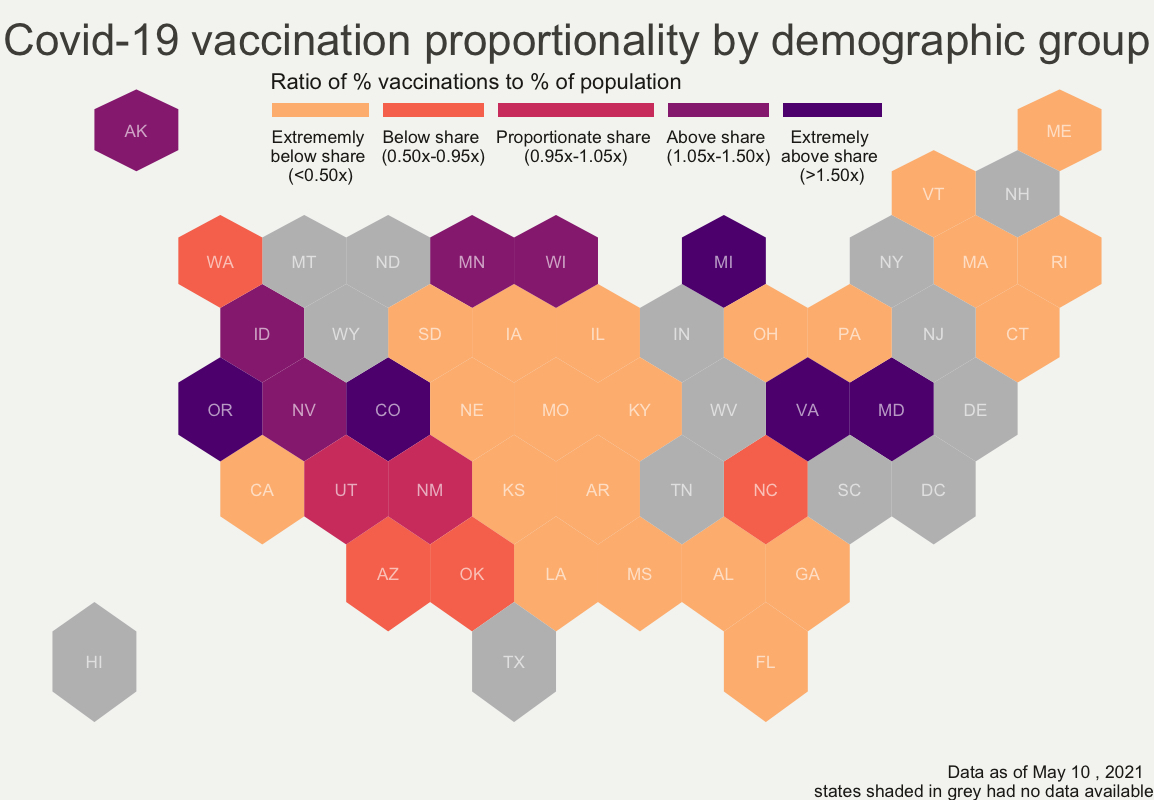 Covid-19 vaccination proportionality by demographic group
Ratio of % vaccinations to % of population
Extrememly below share (<0.50x)
Below share (0.50x-0.95x)
Proportionate share (0.95x-1.05x)
Above share (1.05x-1.50x)
Extremely above share (>1.50x)
AK
ME
VT NH
WA MT ND MN WI MI NY MA RI
ID WY SD IA IL IN OH PA NJ CT
OR NV CO NE MO KY WV VA MD DE
CA UT NM KS AR TN NC SC DC
AZ OK LA MS AL GA
HI TX FL
Data as of May 10 , 2021
states shaded in grey had no data available